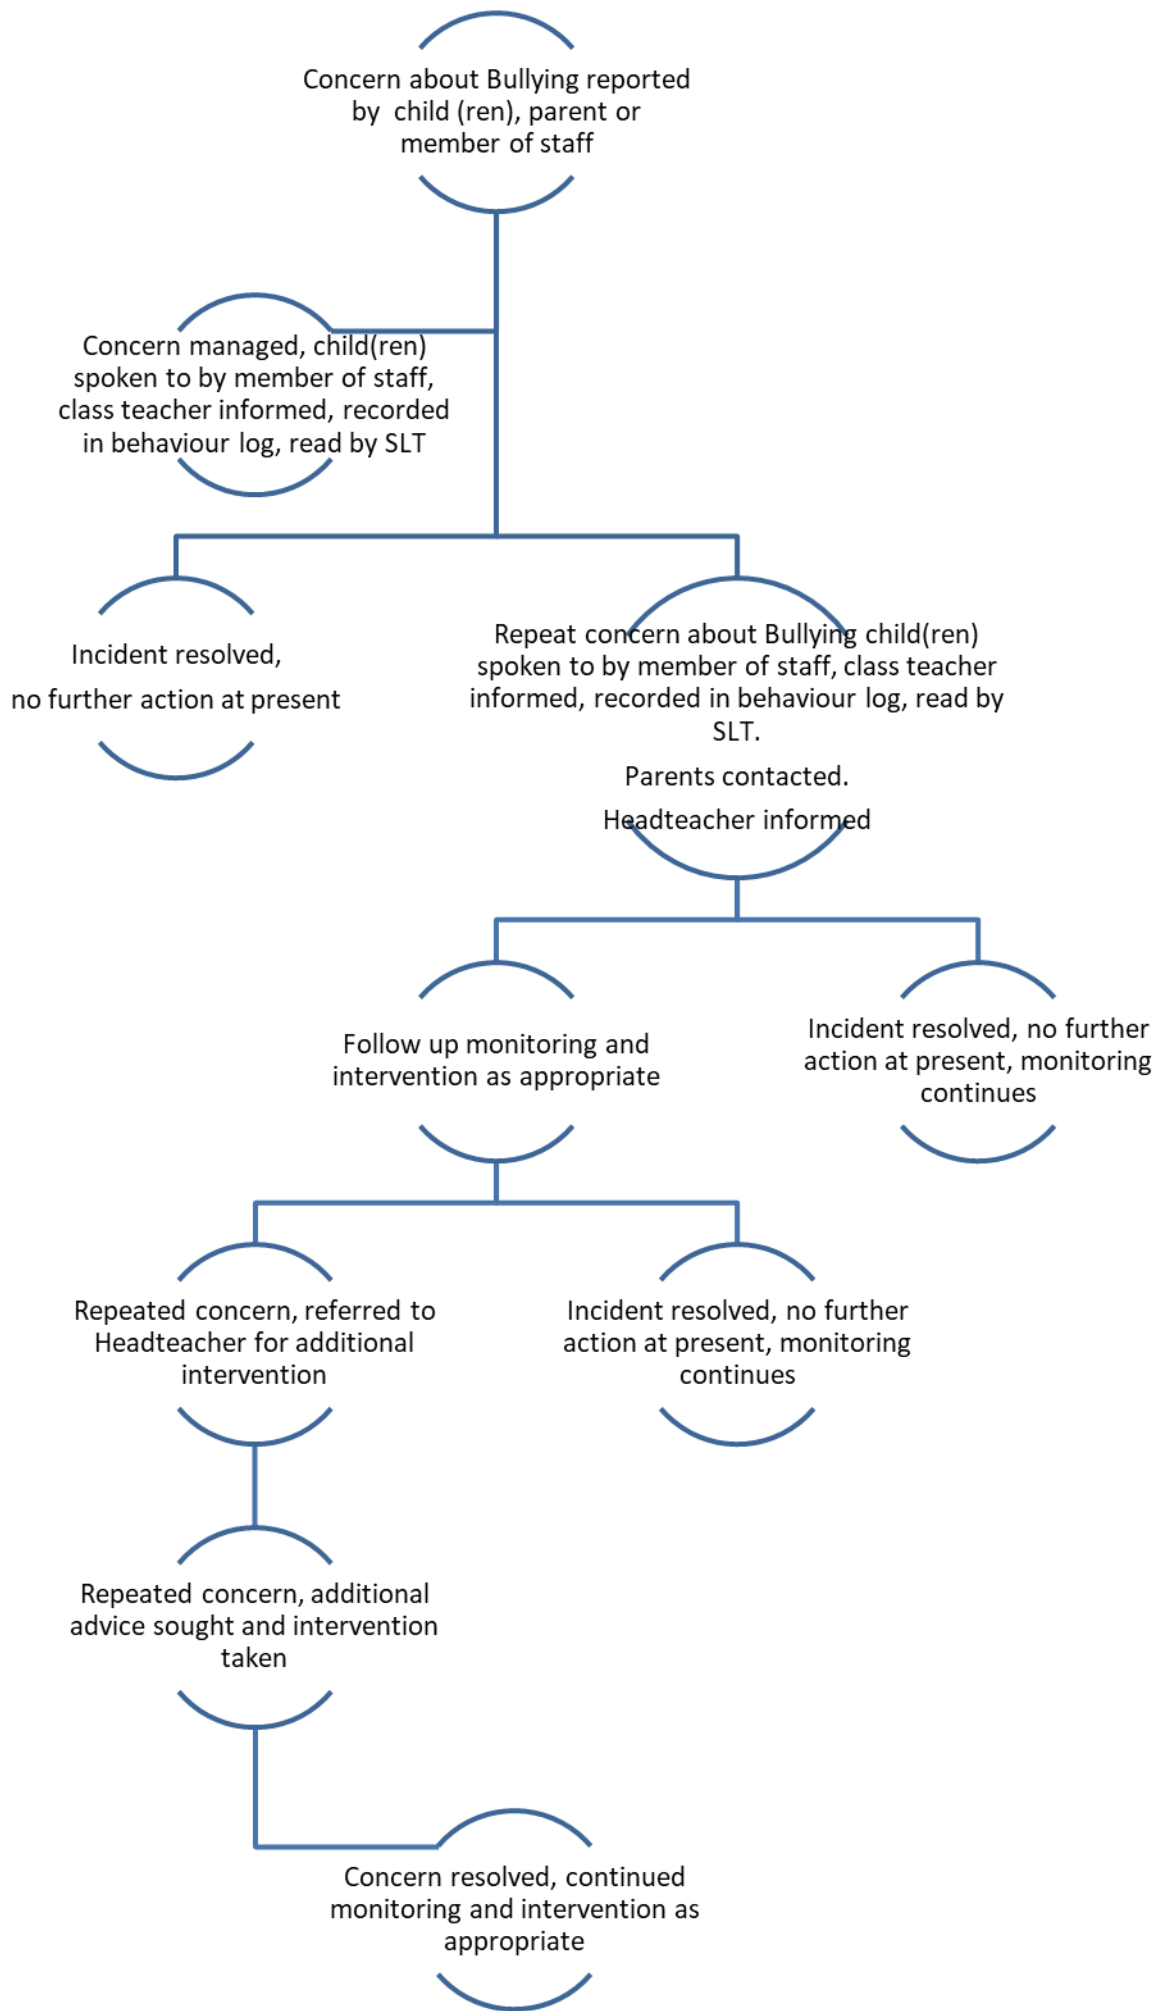 Concern about Bullying reported
by child (ren), parent or
member of staff
Concern managed, child(ren)
spoken to by member of staff,
class teacher informed, recorded
in behaviour log, read by SLT
Incident resolved,
no further action at present
Repeat concern about Bullying child(ren)
spoken to by member of staff, class teacher
informed, recorded in behaviour log, read by
SLT.
Parents contacted.
Headteacher informed
Follow up monitoring and
intervention as appropriate
Incident resolved, no further
action at present, monitoring
continues
Repeated concern, referred to
Headteacher for additional
intervention
Incident resolved, no further
action at present, monitoring
continues
Repeated concern, additional
advice sought and intervention
taken
Concern resolved, continued
monitoring and intervention as
appropriate